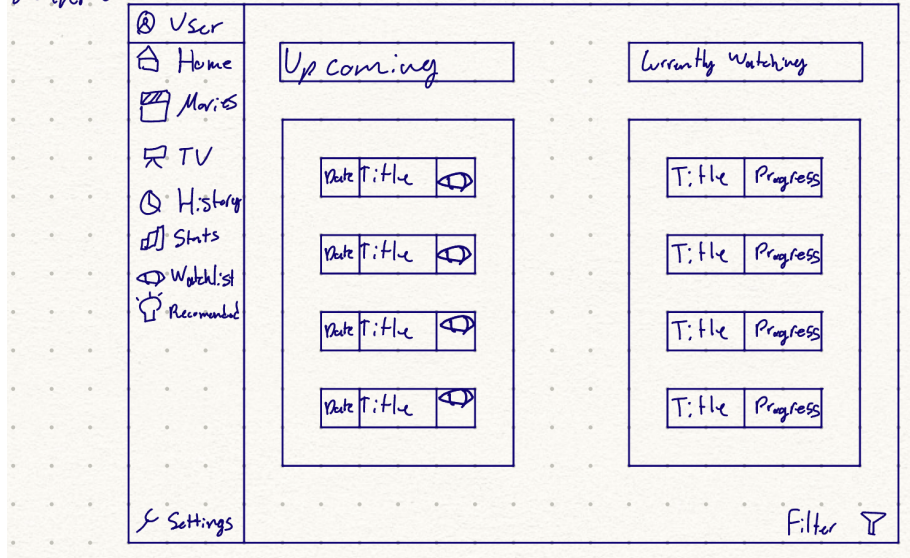 User
Home
Movies
TV
History
Stats
Watchlist
Recomended
Settings
Upcoming
Date Title
Date Title
Date Title
Date Title
Currently Watching
Title Progress
Title Progress
Title Progress
Title Progress
Filter